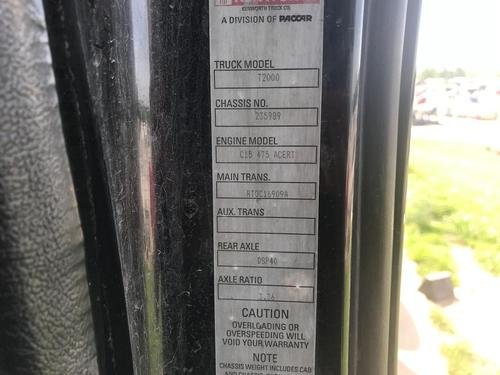 KENWORTH TRUCK CO.
A DIVISION OF PACCAR
TRUCK MODEL
T2000
CHASSIS NO.
235989
ENGINE MODEL
C15 475 ACERT
MAIN TRANS.
RTOC16909A
AUX. TRANS
REAR AXLE
DSP40
AXLE RATIO
CAUTION
OVERLOADING OR
OVERSPEEDING WILL
VOID YOUR WARRANTY
NOTE
CHASSIS WEIGHT INCLUDES CAB